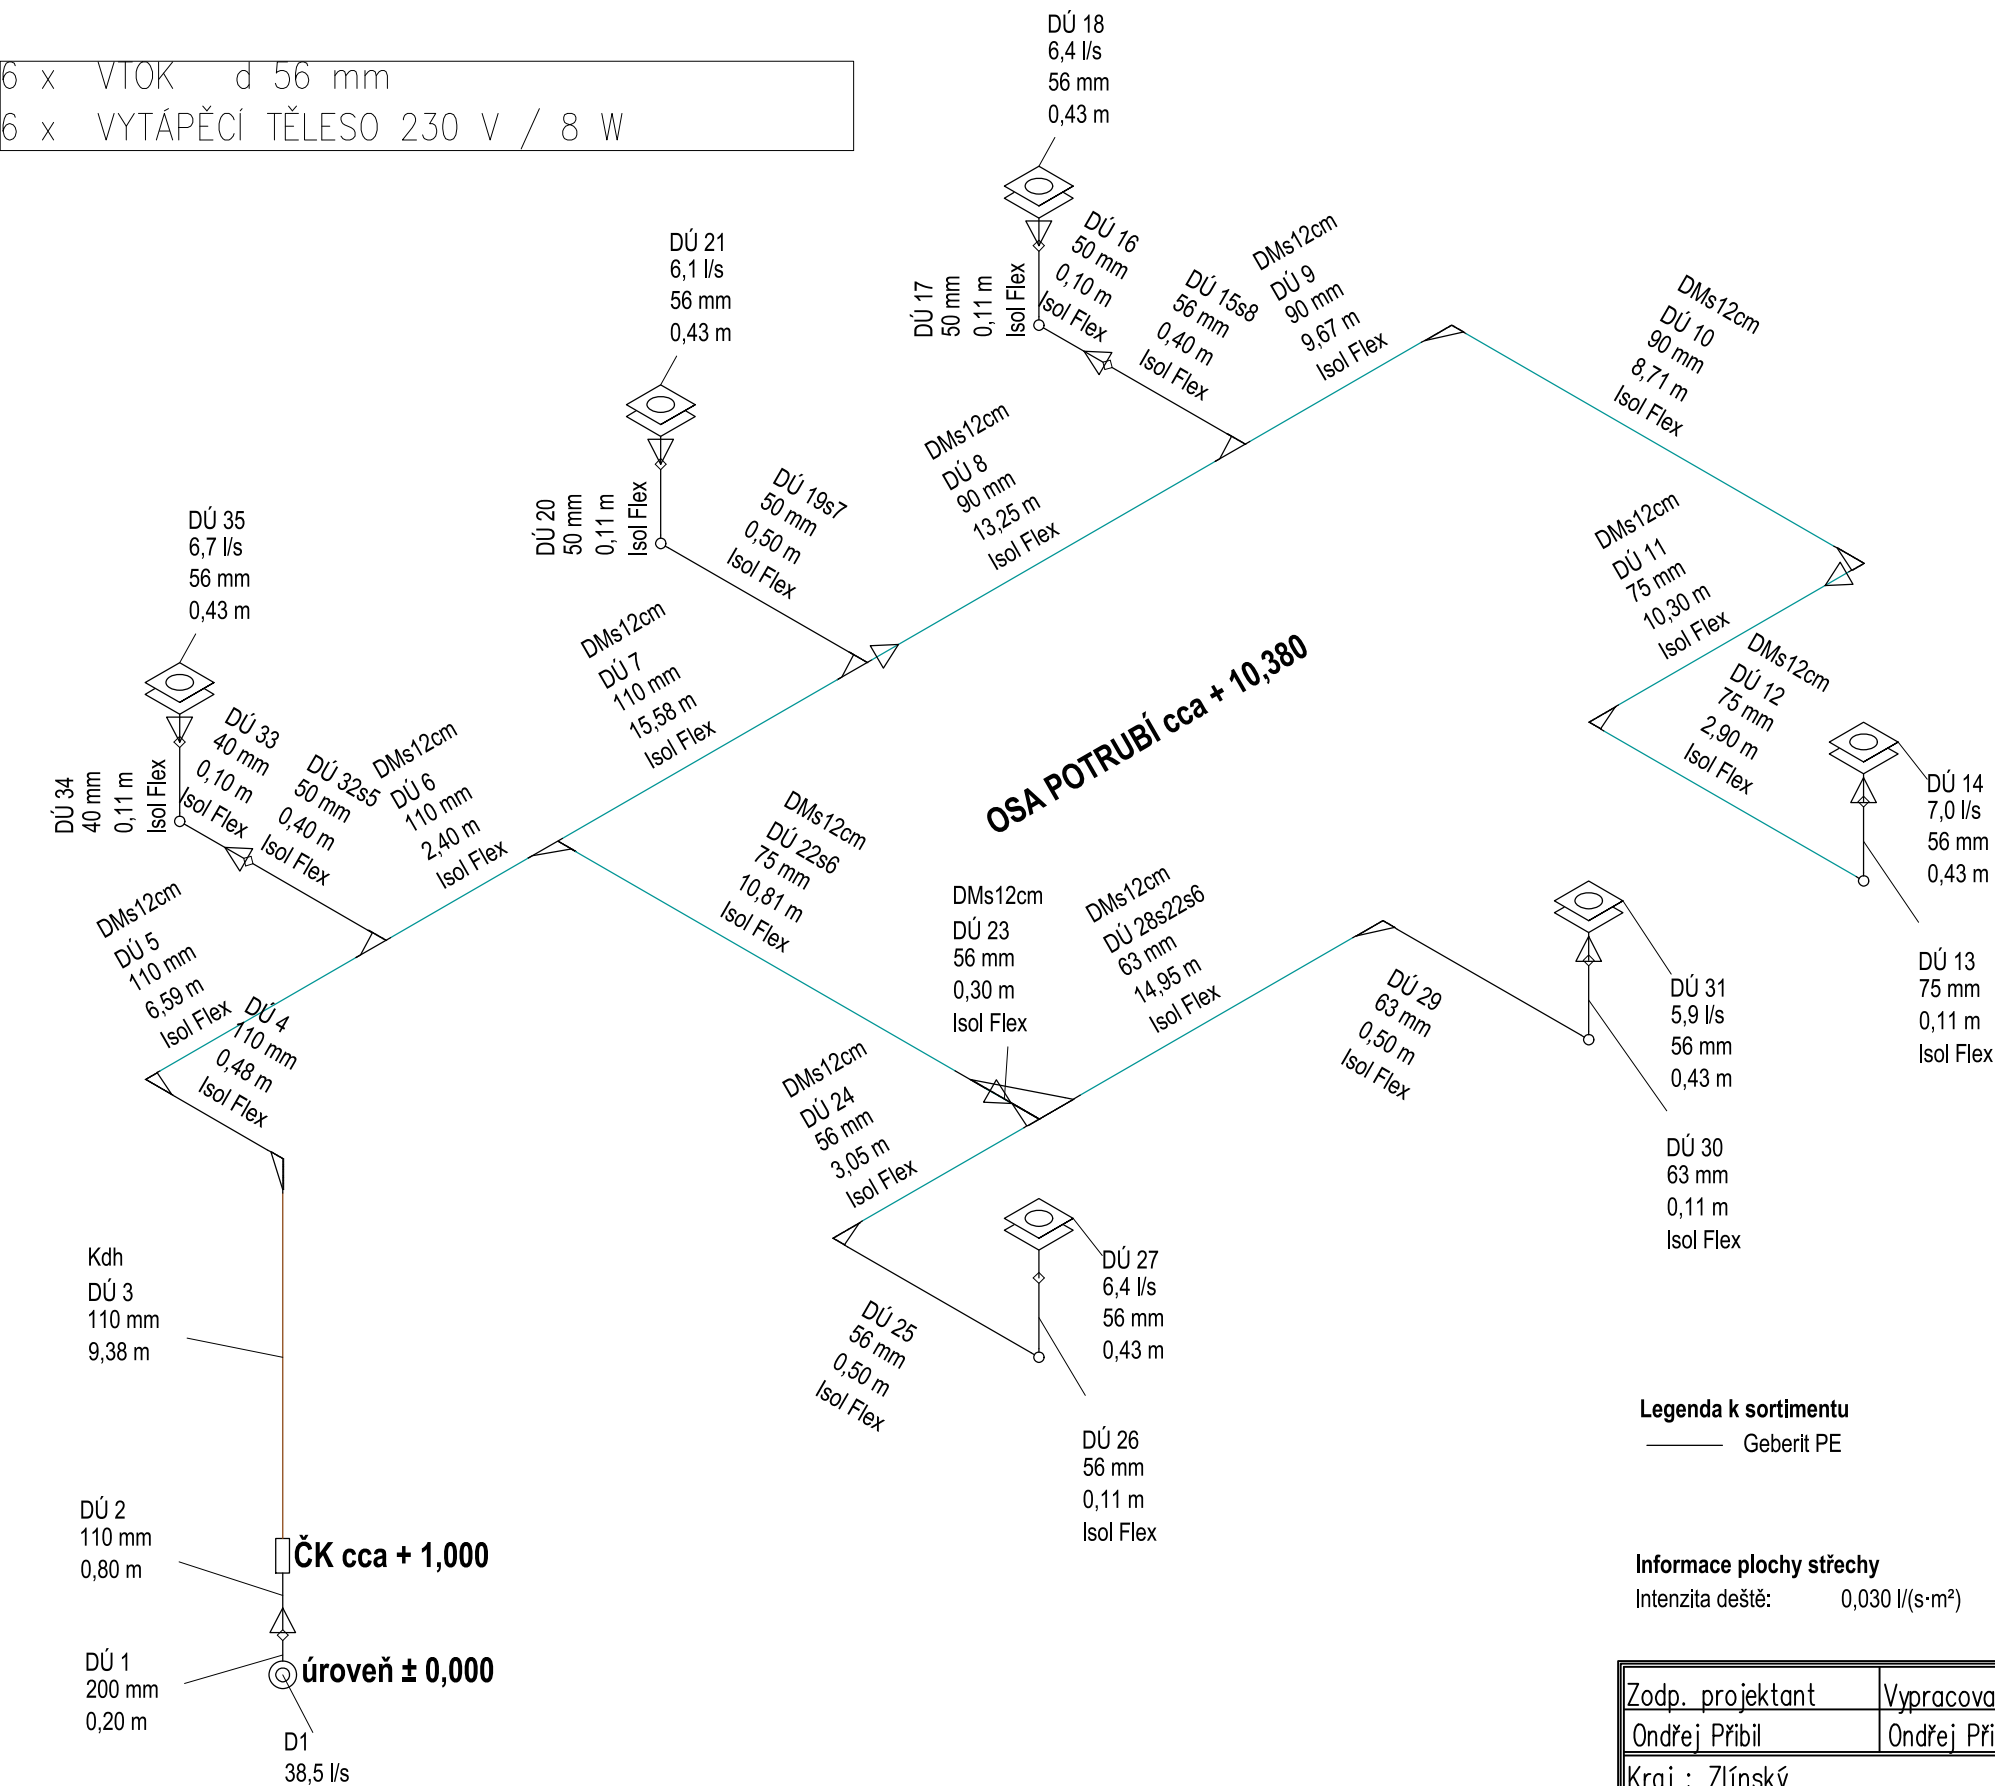 6 x VTOK d 56 mm
6 x VYTÁPĚCÍ TĚLESO 230 V / 8 W
DÚ 18
6,4 l/s
56 mm
0,43 m
DÚ 21
6,1 l/s
56 mm
0,43 m
DÚ 17
50 mm
0,11 m
Isol Flex
DÚ 16
50 mm
0,10 m
Isol Flex
DÚ 15s8
56 mm
0,40 m
Isol Flex
DMs12cm
DÚ 9
90 mm
9,67 m
Isol Flex
DMs12cm
DÚ 10
90 mm
8,71 m
Isol Flex
DÚ 35
6,7 l/s
56 mm
0,43 m
DÚ 20
50 mm
0,11 m
Isol Flex
DÚ 19s7
50 mm
0,50 m
Isol Flex
DMs12cm
DÚ 8
90 mm
13,25 m
Isol Flex
DMs12cm
DÚ 11
75 mm
10,30 m
Isol Flex
DMs12cm
DÚ 7
110 mm
15,58 m
Isol Flex
OSA POTRUBÍ cca + 10,380
DMs12cm
DÚ 12
75 mm
2,90 m
Isol Flex
DÚ 34
40 mm
0,11 m
Isol Flex
DÚ 33
40 mm
0,10 m
Isol Flex
DÚ 32s5
50 mm
0,40 m
Isol Flex
DMs12cm
DÚ 6
110 mm
2,40 m
Isol Flex
DÚ 14
7,0 l/s
56 mm
0,43 m
DMs12cm
DÚ 22s6
75 mm
10,81 m
Isol Flex
DMs12cm
DÚ 5
110 mm
6,59 m
Isol Flex
DÚ 4
110 mm
0,48 m
Isol Flex
DMs12cm
DÚ 23
56 mm
0,30 m
Isol Flex
DMs12cm
DÚ 28s22s6
63 mm
14,95 m
Isol Flex
DÚ 29
63 mm
0,50 m
Isol Flex
DÚ 31
5,9 l/s
56 mm
0,43 m
DÚ 13
75 mm
0,11 m
Isol Flex
DMs12cm
DÚ 24
56 mm
3,05 m
Isol Flex
DÚ 30
63 mm
0,11 m
Isol Flex
Kdh
DÚ 3
110 mm
9,38 m
DÚ 27
6,4 l/s
56 mm
0,43 m
DÚ 25
56 mm
0,50 m
Isol Flex
DÚ 26
56 mm
0,11 m
Isol Flex
Legenda k sortimentu
Geberit PE
DÚ 2
110 mm
0,80 m
ČK cca + 1,000
Informace plochy střechy
Intenzita deště: 0,030 l/(s·m²)
DÚ 1
200 mm
0,20 m
úroveň ± 0,000
D1
38,5 l/s
Zodp. projektant Vypracova
Ondřej Přibil Ondřej Při
Kraj : Zlínský